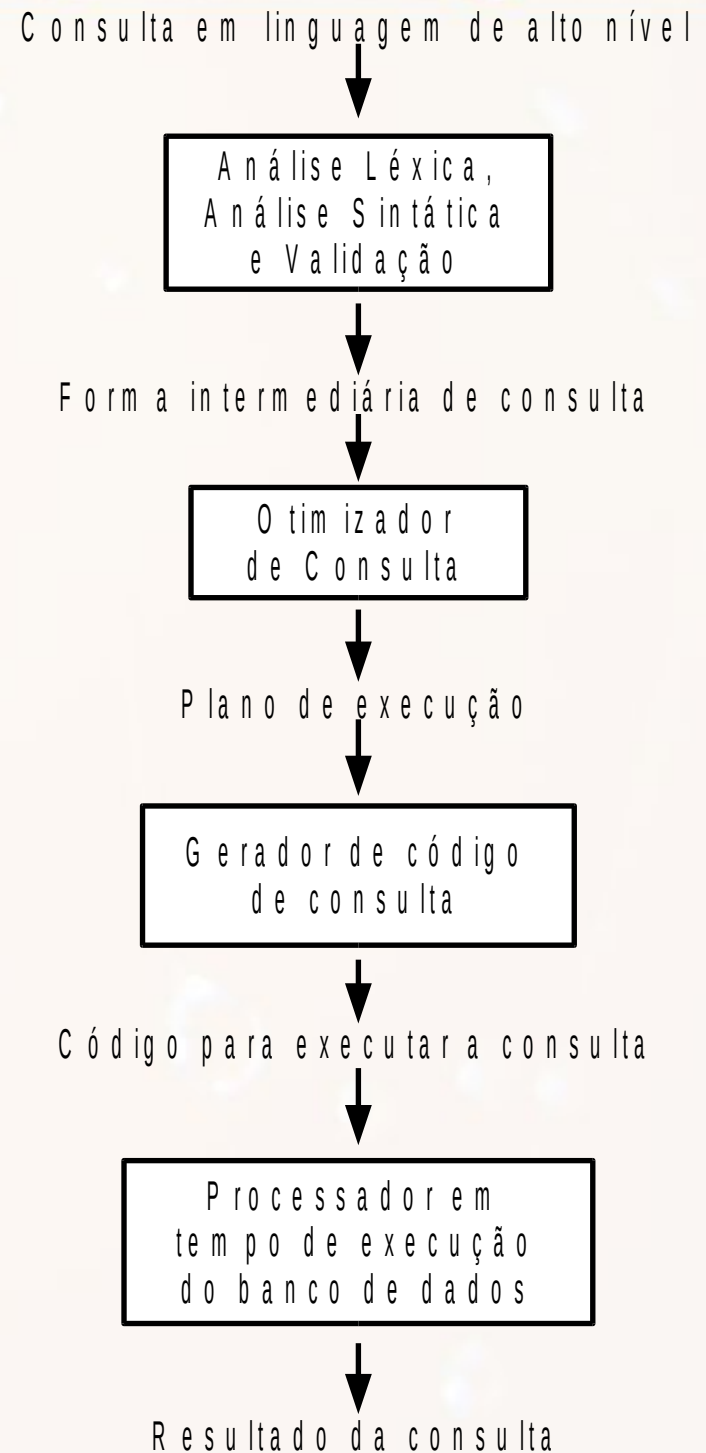 Consulta em linguagem de alto nível
Análise Léxica,
Análise Sintática
e Validação
Forma intermediária de consulta
Otimizador
de Consulta
Plano de execução
Gerador de código
de consulta
Código para executar a consulta
Processador em
tempo de execução
do banco de dados
Resultado da consulta